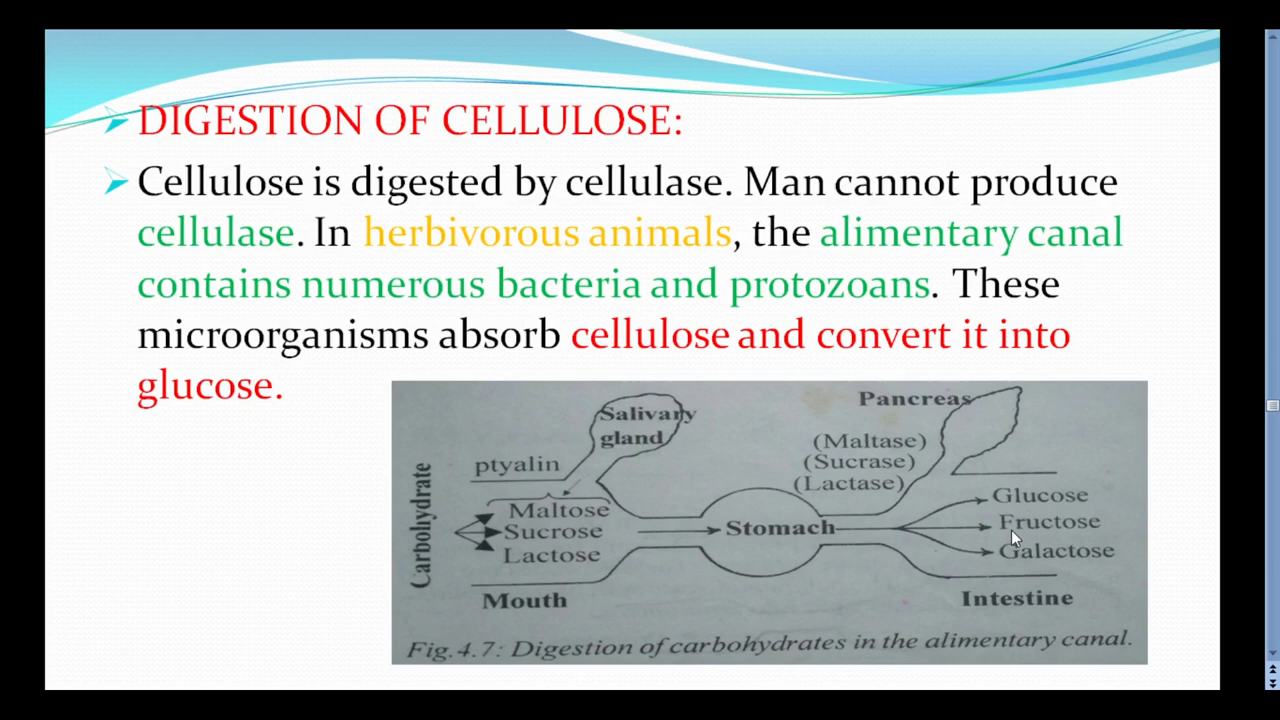 DIGESTION OF CELLULOSE:
Cellulose is digested by cellulase. Man cannot produce
cellulase. In herbivorous animals, the alimentary canal
contains numerous bacteria and protozoans. These
microorganisms absorb cellulose and convert it into
glucose.
Salivary
gland
ptyalin
Carbohydrate
Maltose
Sucrose
Lactose
Mouth
Stomach
Pancreas
(Maltase)
(Sucrase)
(Lactase)
Glucose
Fructose
Galactose
Intestine
Fig.4.7: Digestion of carbohydrates in the alimentary canal.